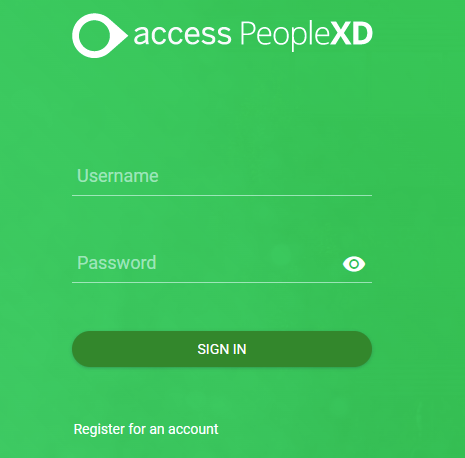 access PeopleXD
Username
Password
SIGN IN
Register for an account